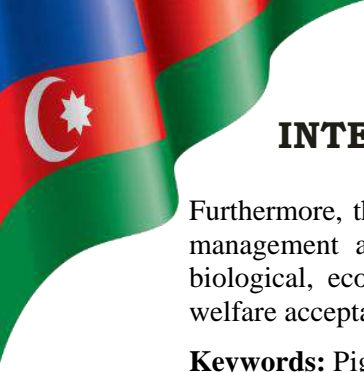 INTE
Furthermore, th
management a
biological, eco
welfare accepta
Keywords: Pig